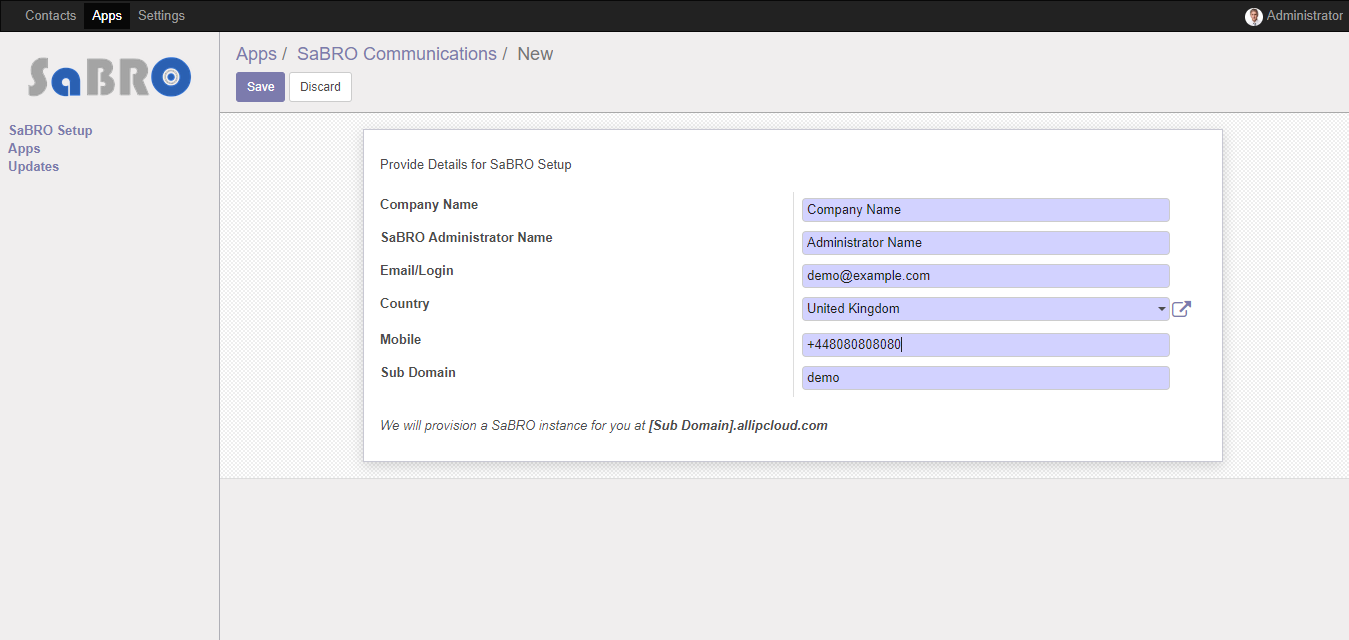 Contacts Apps Settings Administrator
SaBRO
SaBRO Setup
Apps
Updates
Apps / SaBRO Communications / New
Save Discard
Provide Details for SaBRO Setup
Company Name Company Name
SaBRO Administrator Name Administrator Name
Email/Login demo@example.com
Country United Kingdom
Mobile +448080808080
Sub Domain demo
We will provision a SaBRO instance for you at [Sub Domain].allipcloud.com